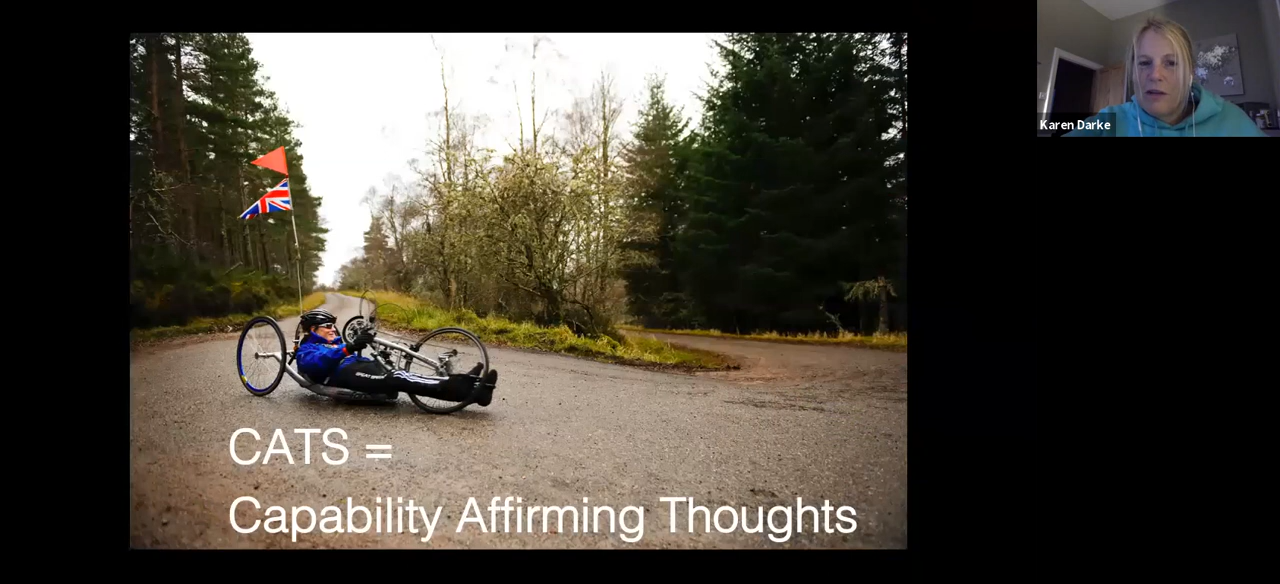 Karen Darke
CATS =
Capability Affirming Thoughts